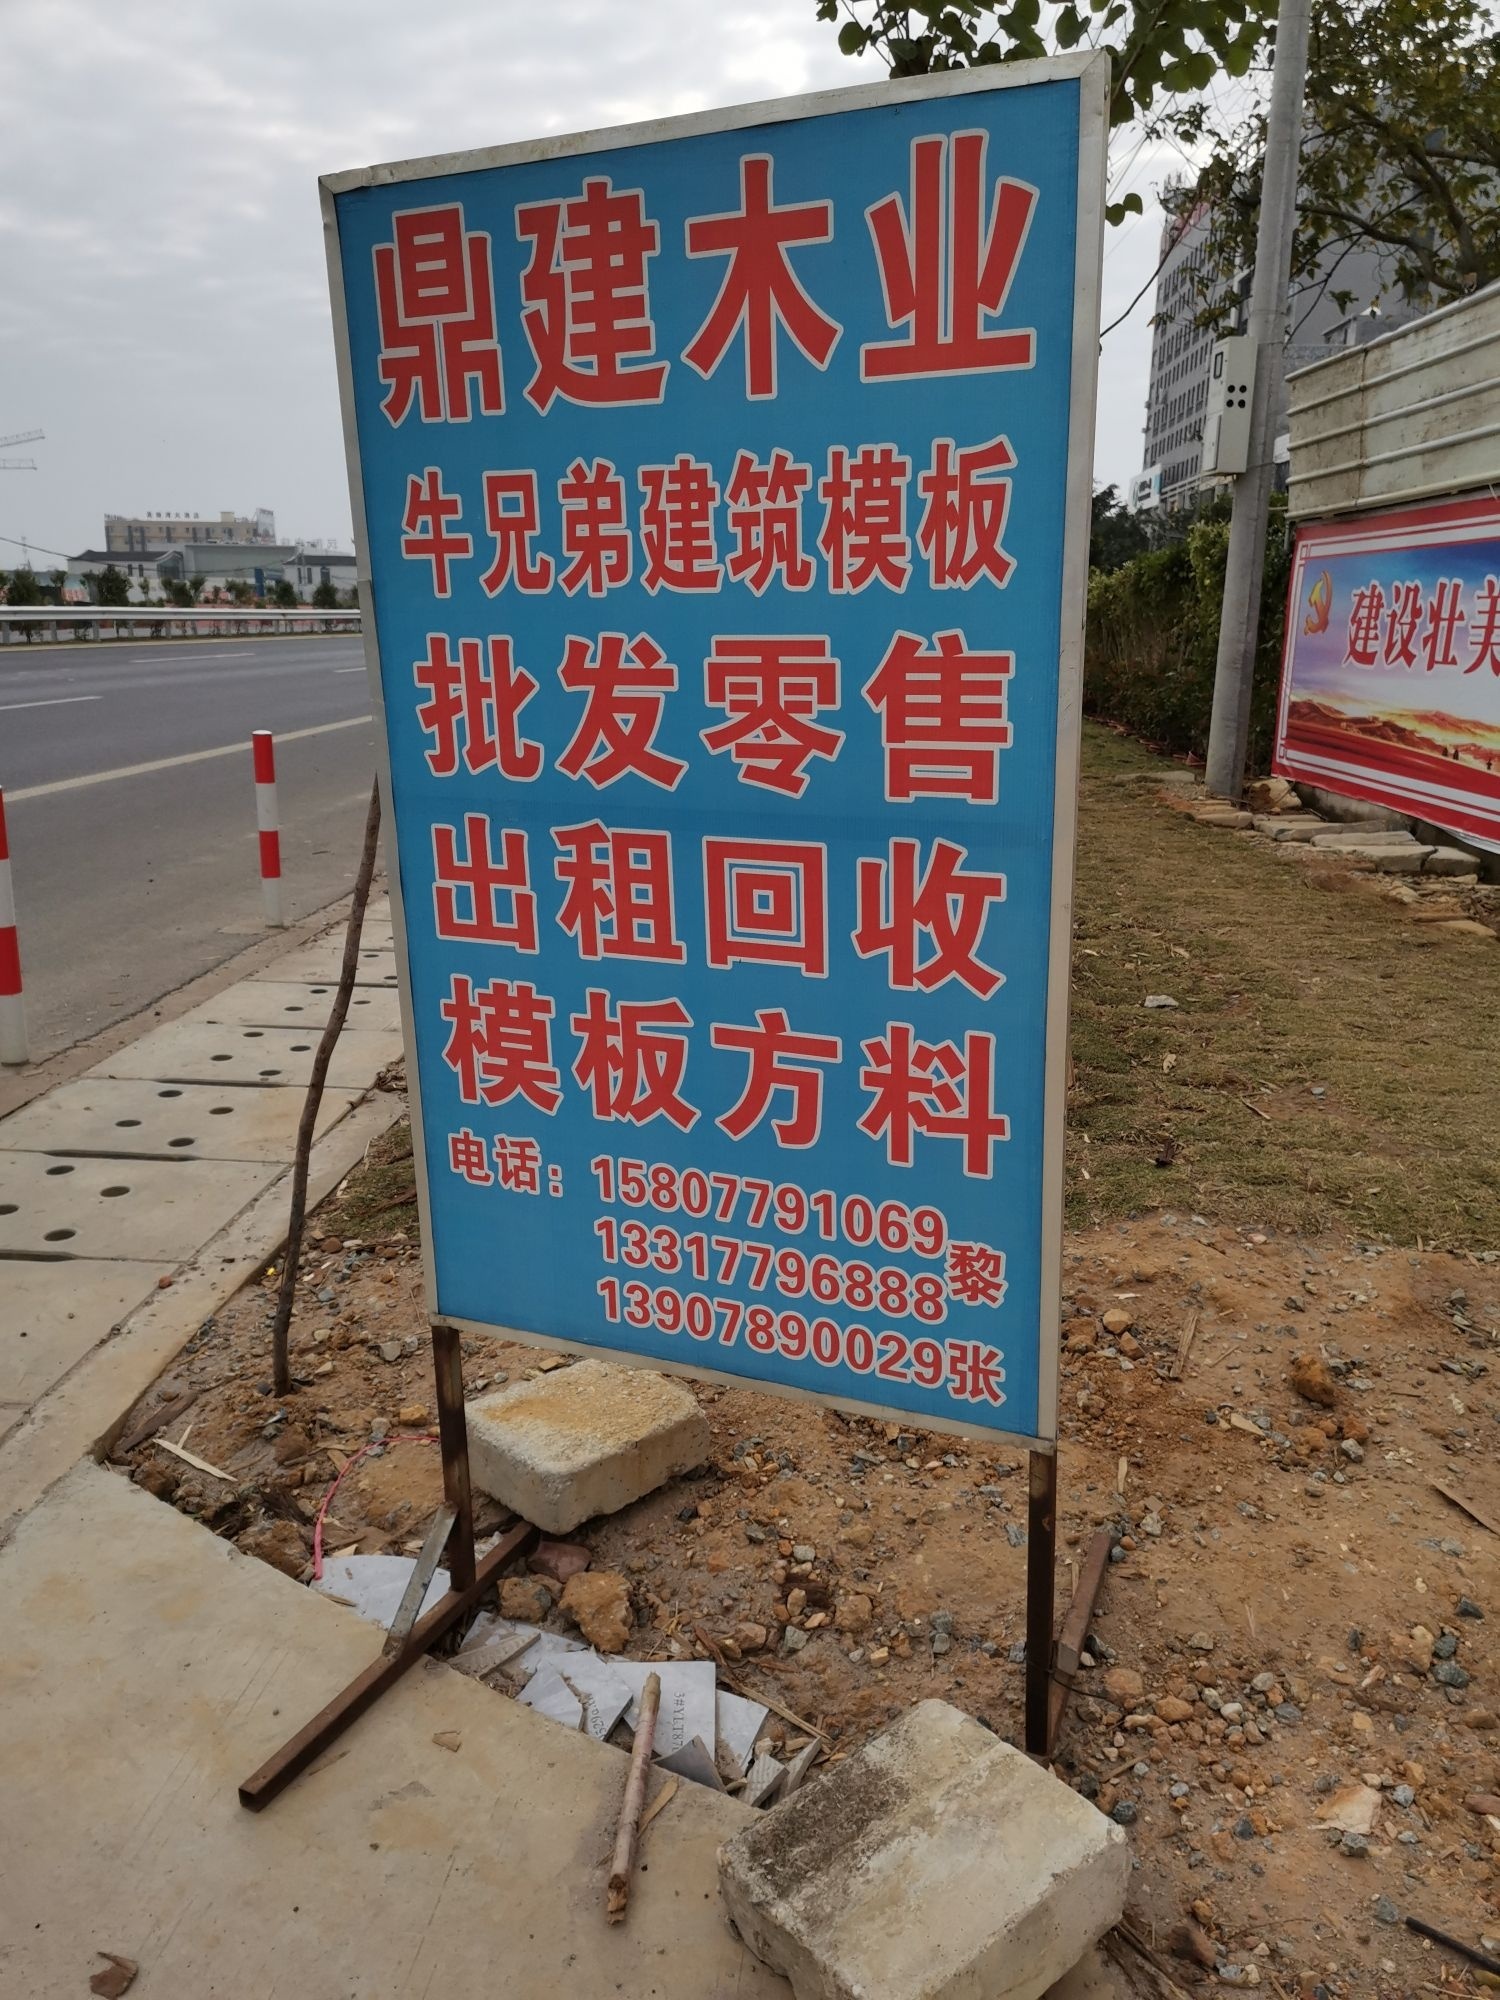 鼎建木业
牛兄弟建筑模板
批发零售
出租回收
模板方料
电话：15807791069
13317796888黎
13907890029张
建设壮美